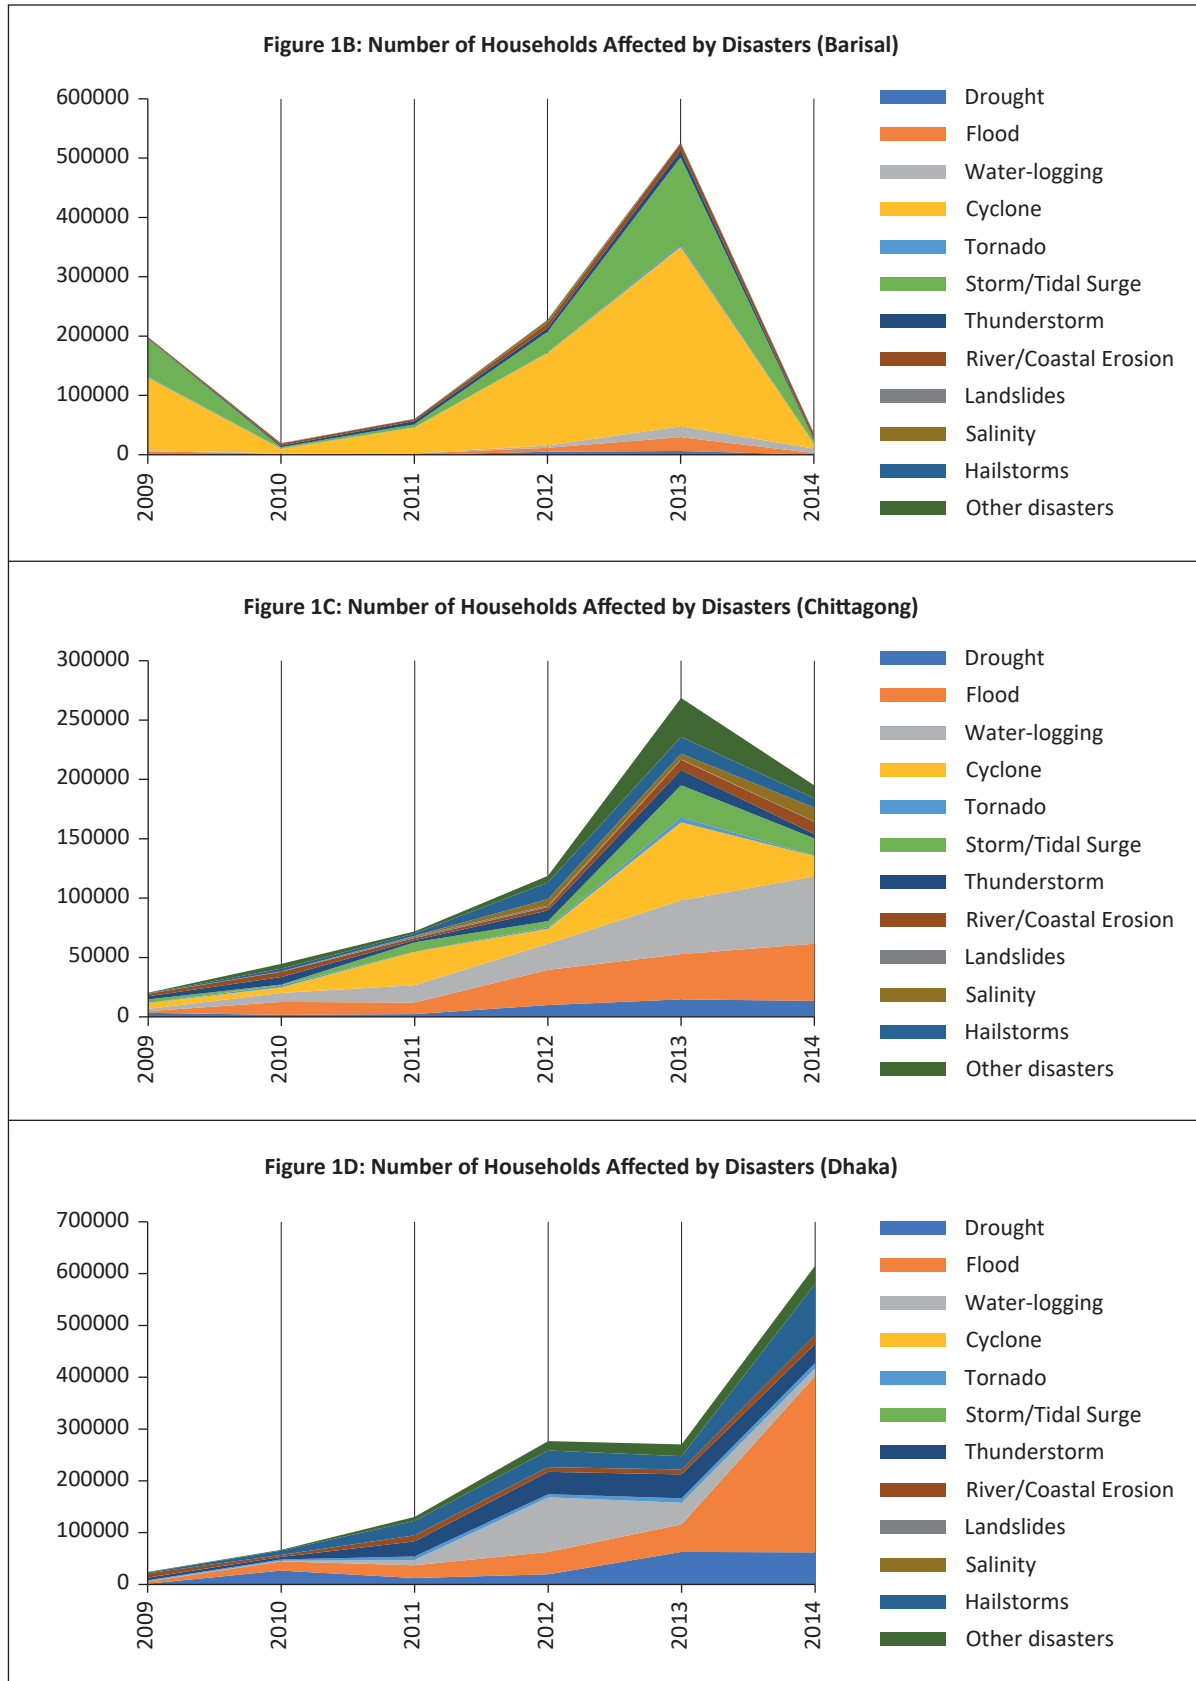 Figure 1B: Number of Households Affected by Disasters (Barisal)
600000
500000
400000
300000
200000
100000
0
2009
2010
2011
2012
2013
2014
Drought
Flood
Water-logging
Cyclone
Tornado
Storm/Tidal Surge
Thunderstorm
River/Coastal Erosion
Landslides
Salinity
Hailstorms
Other disasters
Figure 1C: Number of Households Affected by Disasters (Chittagong)
300000
250000
200000
150000
100000
50000
0
2009
2010
2011
2012
2013
2014
Drought
Flood
Water-logging
Cyclone
Tornado
Storm/Tidal Surge
Thunderstorm
River/Coastal Erosion
Landslides
Salinity
Hailstorms
Other disasters
Figure 1D: Number of Households Affected by Disasters (Dhaka)
700000
600000
500000
400000
300000
200000
100000
0
2009
2010
2011
2012
2013
2014
Drought
Flood
Water-logging
Cyclone
Tornado
Storm/Tidal Surge
Thunderstorm
River/Coastal Erosion
Landslides
Salinity
Hailstorms
Other disasters